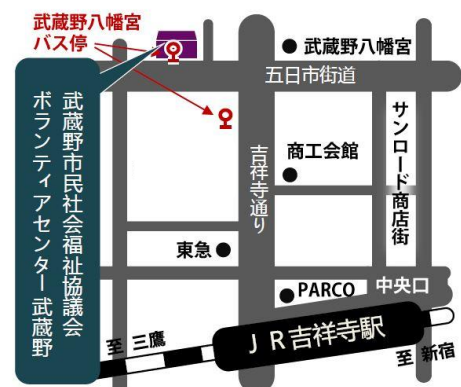 武蔵野八幡宮
バス停
武蔵野八幡宮
五日市街道
武蔵野市民社会福祉協議会
ボランティアセンター武蔵野
吉祥寺通り
商工会館
サンロード商店街
東急
PARCO
中央口
至 三鷹
JR吉祥寺駅
至 新宿